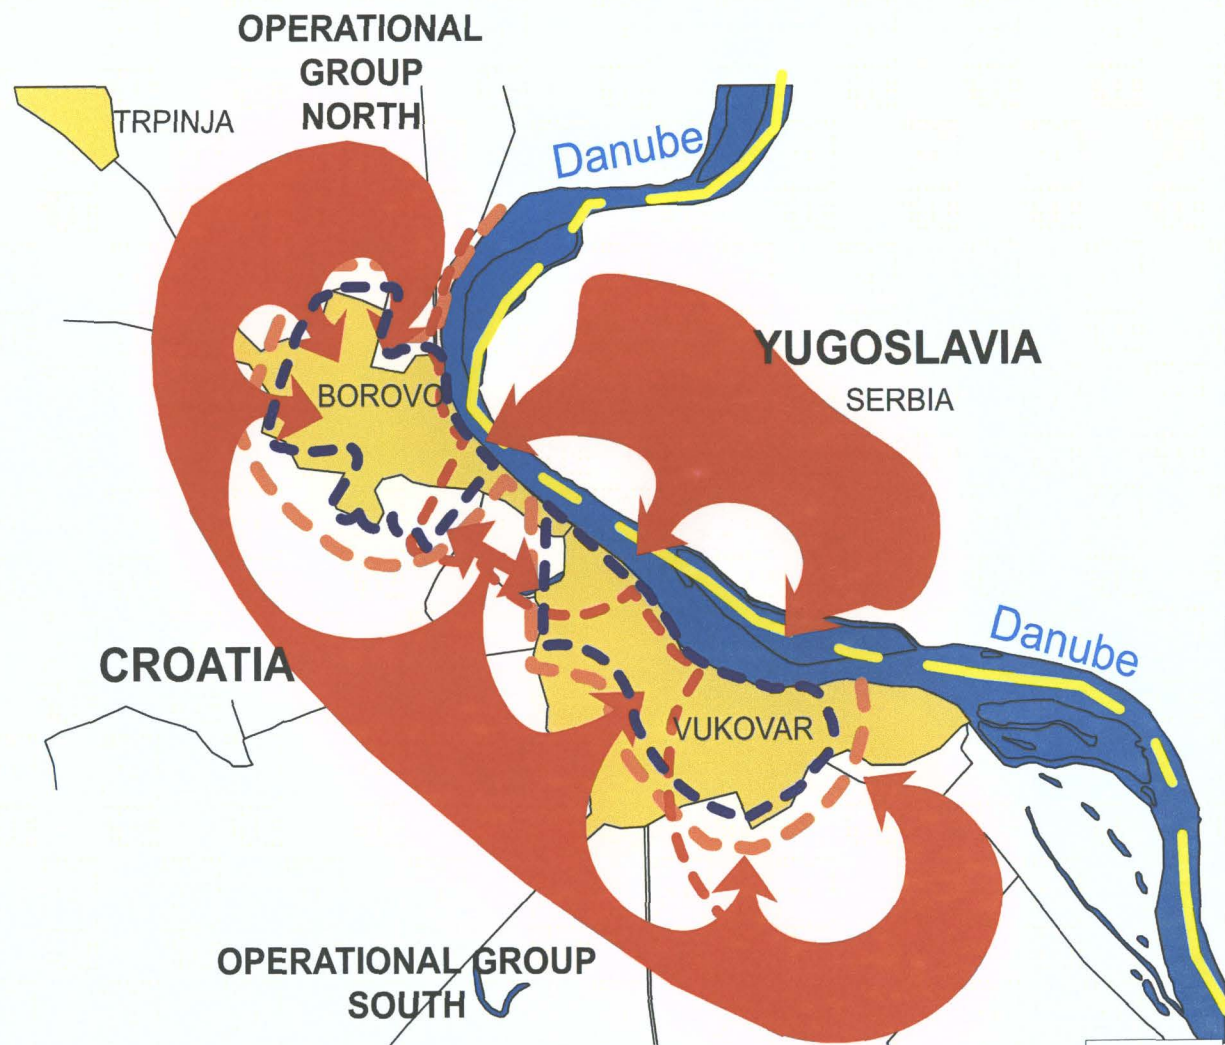 OPERATIONAL
GROUP
NORTH
TRPINJA
Danube
YUGOSLAVIA
SERBIA
BOROVO
CROATIA
Danube
VUKOVAR
OPERATIONAL GROUP
SOUTH